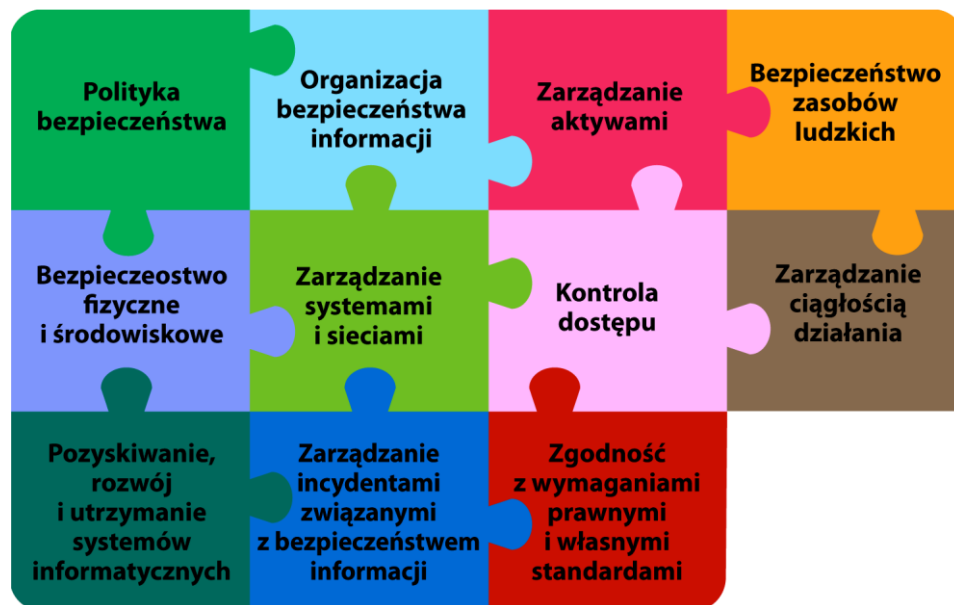 Polityka
bezpieczeństwa
Organizacja
bezpieczeństwa
informacji
Zarządzanie
aktywami
Bezpieczeństwo
zasobów
ludzkich
Bezpieczeostwo
fizyczne
i środowiskowe
Zarządzanie
systemami
i sieciami
Kontrola
dostępu
Zarządzanie
ciągłością
działania
Pozyskiwanie,
rozwój
i utrzymanie
systemów
informatycznych
Zarządzanie
incydentami
związanymi
z bezpieczeństwem
informacji
Zgodność
z wymaganiami
prawnymi
i własnymi
standardami